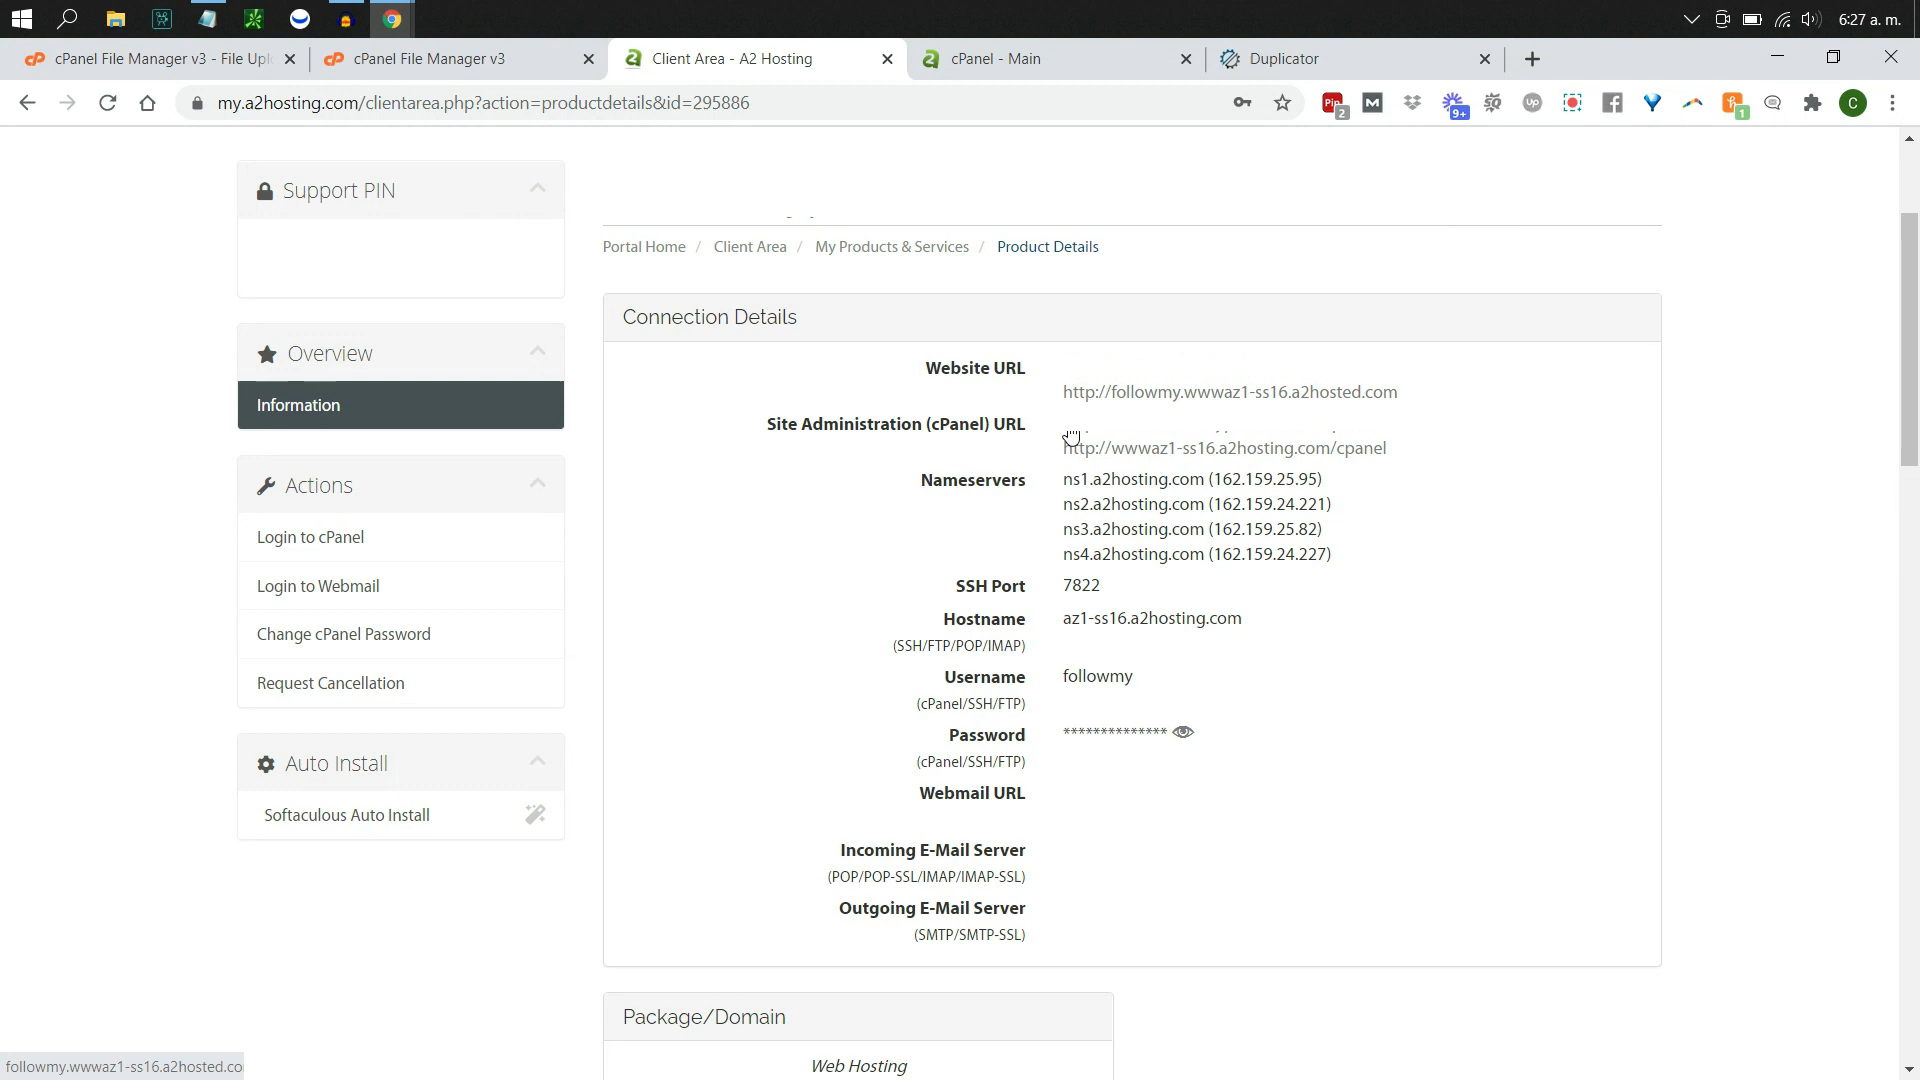 6:27 a. m.
cPanel File Manager v3 - File Uplo
cPanel File Manager v3
Client Area - A2 Hosting
cPanel - Main
Duplicator
my.a2hosting.com/clientarea.php?action=productdetails&id=295886
Pin
2
M
9+
SQ
up
1
C
Support PIN
Overview
Information
Actions
Login to cPanel
Login to Webmail
Change cPanel Password
Request Cancellation
Auto Install
Softaculous Auto Install
Portal Home / Client Area / My Products & Services / Product Details
Connection Details
Website URL
http://followmy.wwwaz1-ss16.a2hosted.com
Site Administration (cPanel) URL
http://wwwaz1-ss16.a2hosting.com/cpanel
Nameservers
ns1.a2hosting.com (162.159.25.95)
ns2.a2hosting.com (162.159.24.221)
ns3.a2hosting.com (162.159.25.82)
ns4.a2hosting.com (162.159.24.227)
SSH Port 7822
Hostname az1-ss16.a2hosting.com
(SSH/FTP/POP/IMAP)
Username followmy
(cPanel/SSH/FTP)
Password **************
(cPanel/SSH/FTP)
Webmail URL
Incoming E-Mail Server
(POP/POP-SSL/IMAP/IMAP-SSL)
Outgoing E-Mail Server
(SMTP/SMTP-SSL)
Package/Domain
Web Hosting
followmy.wwwaz1-ss16.a2hosted.co